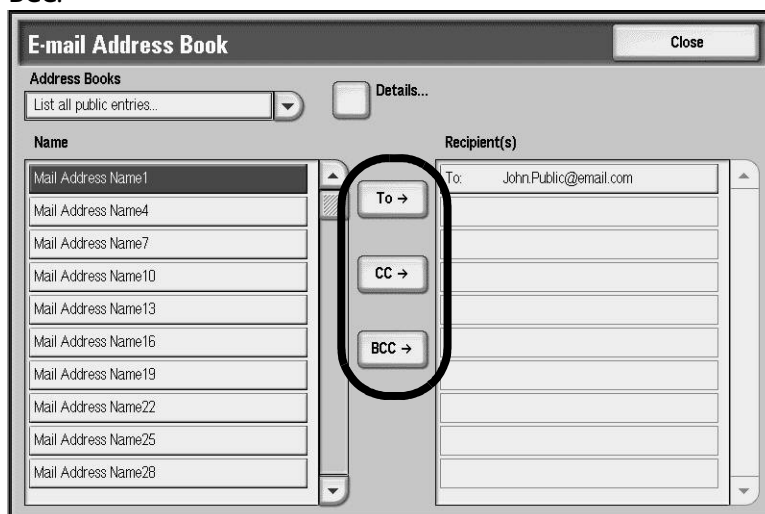 BCC.
E-mail Address Book
Close
Address Books
List all public entries...
Details...
Name
Recipient(s)
Mail Address Name1
To: John.Public@email.com
Mail Address Name4
To →
Mail Address Name7
Mail Address Name10
CC →
Mail Address Name13
Mail Address Name16
BCC →
Mail Address Name19
Mail Address Name22
Mail Address Name25
Mail Address Name28